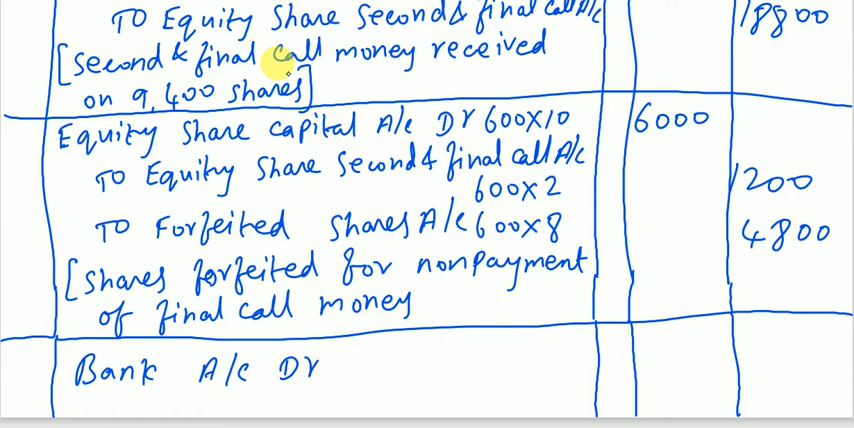 TO Equity Share Second & final call A/c 18800
[Second & final call money received
on 9,400 shares]
Equity Share capital A/c DY 600X10 6000
TO Equity Share Second & final call A/c
600X2 1200
TO Forfeited Shares A/c 600X8 4800
[Shares forfeited for nonpayment
of final call money
Bank A/c DY